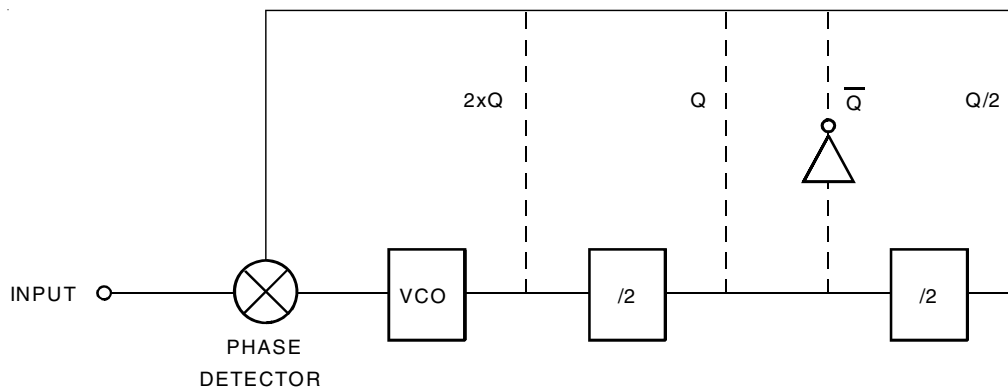 2xQ
Q
Q̅
Q/2
INPUT
VCO
/2
/2
PHASE
DETECTOR